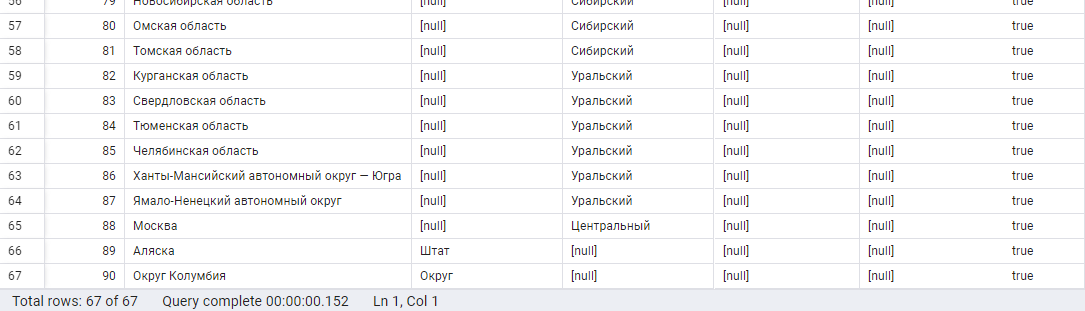 56 79 Новосибирская область [null] Сибирский [null] [null] true
57 80 Омская область [null] Сибирский [null] [null] true
58 81 Томская область [null] Сибирский [null] [null] true
59 82 Курганская область [null] Уральский [null] [null] true
60 83 Свердловская область [null] Уральский [null] [null] true
61 84 Тюменская область [null] Уральский [null] [null] true
62 85 Челябинская область [null] Уральский [null] [null] true
63 86 Ханты-Мансийский автономный округ — Югра [null] Уральский [null] [null] true
64 87 Ямало-Ненецкий автономный округ [null] Уральский [null] [null] true
65 88 Москва [null] Центральный [null] [null] true
66 89 Аляска Штат [null] [null] [null] true
67 90 Округ Колумбия Округ [null] [null] [null] true
Total rows: 67 of 67 Query complete 00:00:00.152 Ln 1, Col 1